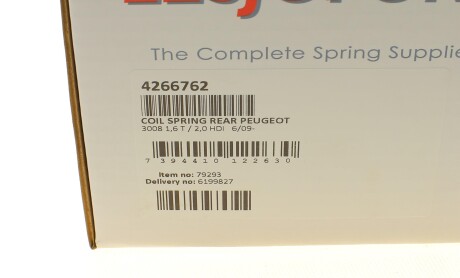 The Complete Spring Supplie
4266762
COIL SPRING REAR PEUGEOT
3008 1,6 T / 2,0 HDI 6/09-
7 394410 122630
Item no: 79293
Delivery no: 6199827